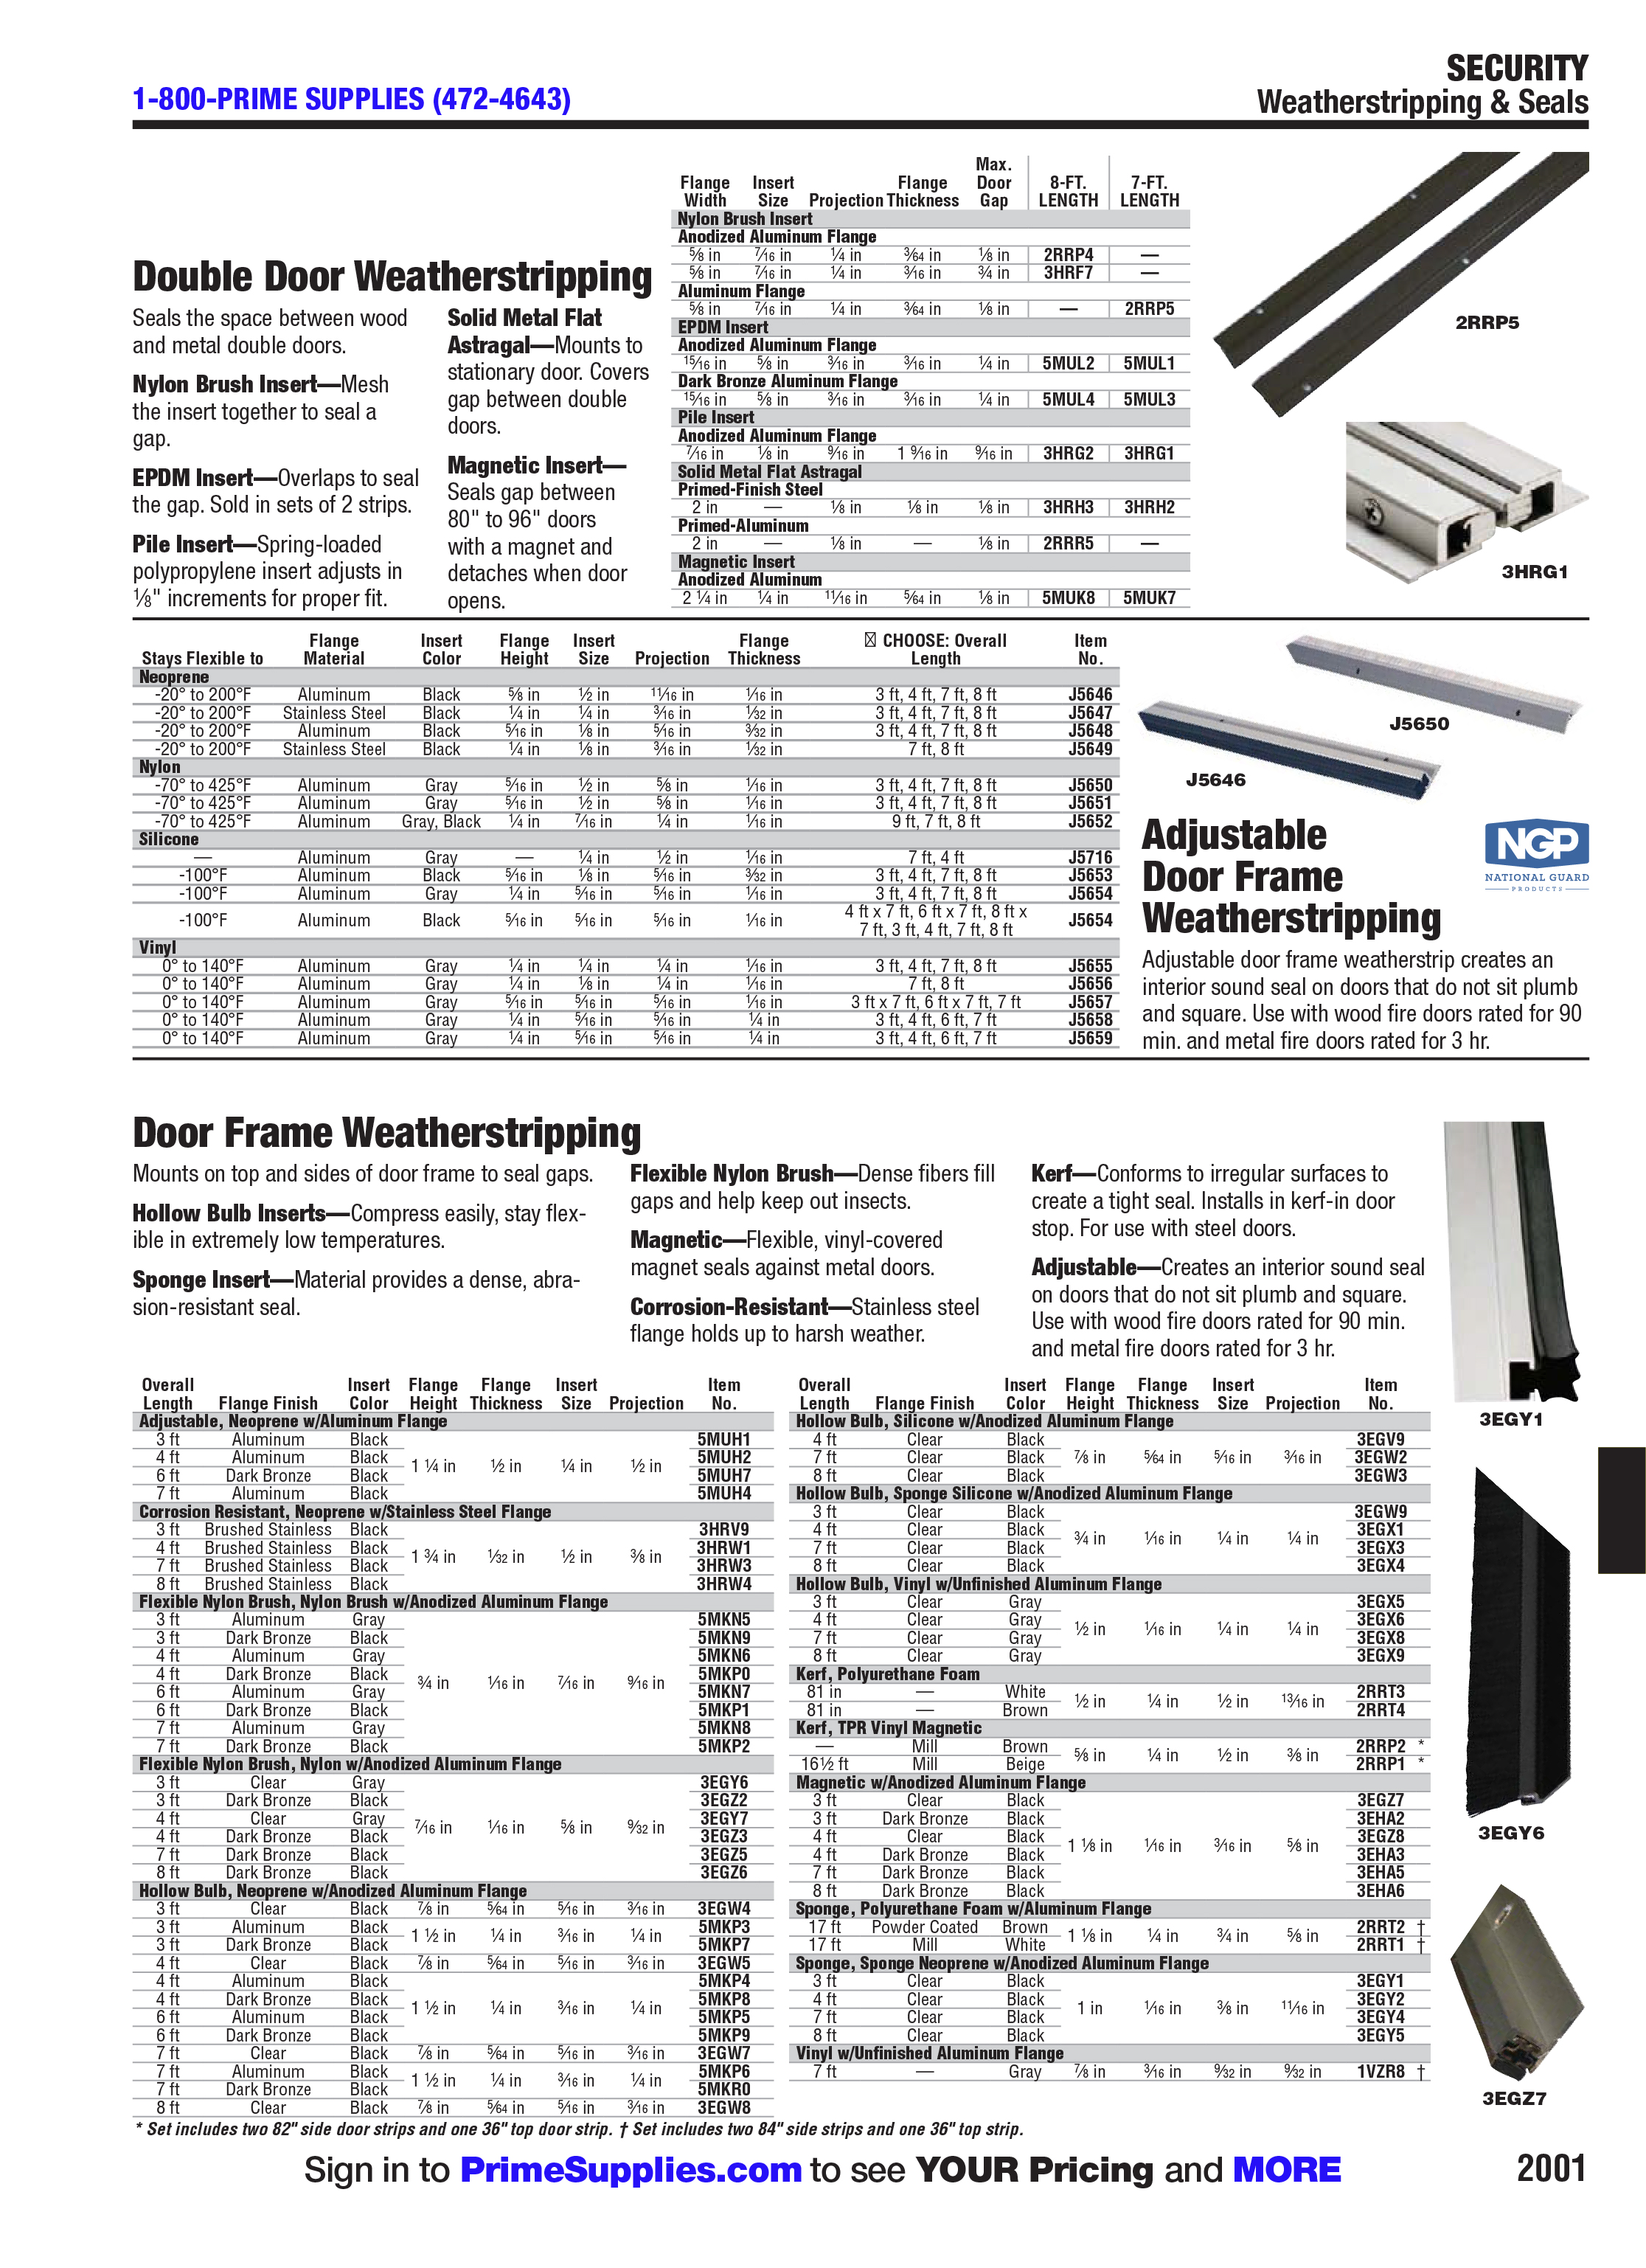 1-800-PRIME SUPPLIES (472-4643)
SECURITY
Weatherstripping & Seals
Double Door Weatherstripping
Seals the space between wood
and metal double doors.
Nylon Brush Insert—Mesh
the insert together to seal a
gap.
EPDM Insert—Overlaps to seal
the gap. Sold in sets of 2 strips.
Pile Insert—Spring-loaded
polypropylene insert adjusts in
⅛" increments for proper fit.
Solid Metal Flat
Astragal—Mounts to
stationary door. Covers
gap between double
doors.
Magnetic Insert—
Seals gap between
80" to 96" doors
with a magnet and
detaches when door
opens.
Flange Width Insert Size Projection Flange Thickness Max. Door Gap 8-FT. LENGTH 7-FT. LENGTH
Nylon Brush Insert
Anodized Aluminum Flange
⅝ in 7⁄16 in ¼ in 3⁄64 in ⅛ in 2RRP4 —
⅝ in 7⁄16 in ¼ in 3⁄16 in ¾ in 3HRF7 —
Aluminum Flange
⅝ in 7⁄16 in ¼ in 3⁄64 in ⅛ in — 2RRP5
EPDM Insert
Anodized Aluminum Flange
15⁄16 in ⅝ in 3⁄16 in 3⁄16 in ¼ in 5MUL2 5MUL1
Dark Bronze Aluminum Flange
15⁄16 in ⅝ in 3⁄16 in 3⁄16 in ¼ in 5MUL4 5MUL3
Pile Insert
Anodized Aluminum Flange
7⁄16 in ⅛ in 9⁄16 in 1 9⁄16 in 9⁄16 in 3HRG2 3HRG1
Solid Metal Flat Astragal
Primed-Finish Steel
2 in — ⅛ in ⅛ in ⅛ in 3HRH3 3HRH2
Primed-Aluminum
2 in — ⅛ in — ⅛ in 2RRR5 —
Magnetic Insert
Anodized Aluminum
2 ¼ in ¼ in 11⁄16 in 5⁄64 in ⅛ in 5MUK8 5MUK7
2RRP5
3HRG1
Stays Flexible to Flange Material Insert Color Flange Height Insert Size Projection Flange Thickness CHOOSE: Overall Length Item No.
Neoprene
-20° to 200°F Aluminum Black ⅝ in ½ in 11⁄16 in 1⁄16 in 3 ft, 4 ft, 7 ft, 8 ft J5646
-20° to 200°F Stainless Steel Black ¼ in ¼ in 3⁄16 in 1⁄32 in 3 ft, 4 ft, 7 ft, 8 ft J5647
-20° to 200°F Aluminum Black 5⁄16 in ⅛ in 5⁄16 in 3⁄32 in 3 ft, 4 ft, 7 ft, 8 ft J5648
-20° to 200°F Stainless Steel Black ¼ in ⅛ in 3⁄16 in 1⁄32 in 7 ft, 8 ft J5649
Nylon
-70° to 425°F Aluminum Gray 5⁄16 in ½ in ⅝ in 1⁄16 in 3 ft, 4 ft, 7 ft, 8 ft J5650
-70° to 425°F Aluminum Gray 5⁄16 in ½ in ⅝ in 1⁄16 in 3 ft, 4 ft, 7 ft, 8 ft J5651
-70° to 425°F Aluminum Gray, Black ¼ in 7⁄16 in ¼ in 1⁄16 in 9 ft, 7 ft, 8 ft J5652
Silicone
— Aluminum Gray — ¼ in ½ in 1⁄16 in 7 ft, 4 ft J5716
-100°F Aluminum Black 5⁄16 in ⅛ in 5⁄16 in 3⁄32 in 3 ft, 4 ft, 7 ft, 8 ft J5653
-100°F Aluminum Gray ¼ in 5⁄16 in 5⁄16 in 1⁄16 in 3 ft, 4 ft, 7 ft, 8 ft J5654
-100°F Aluminum Black 5⁄16 in 5⁄16 in 5⁄16 in 1⁄16 in 4 ft x 7 ft, 6 ft x 7 ft, 8 ft x 7 ft, 3 ft, 4 ft, 7 ft, 8 ft J5654
Vinyl
0° to 140°F Aluminum Gray ¼ in ¼ in ¼ in 1⁄16 in 3 ft, 4 ft, 7 ft, 8 ft J5655
0° to 140°F Aluminum Gray ¼ in ⅛ in ¼ in 1⁄16 in 7 ft, 8 ft J5656
0° to 140°F Aluminum Gray 5⁄16 in 5⁄16 in 5⁄16 in 1⁄16 in 3 ft x 7 ft, 6 ft x 7 ft, 7 ft J5657
0° to 140°F Aluminum Gray ¼ in 5⁄16 in 5⁄16 in ¼ in 3 ft, 4 ft, 6 ft, 7 ft J5658
0° to 140°F Aluminum Gray ¼ in 5⁄16 in 5⁄16 in ¼ in 3 ft, 4 ft, 6 ft, 7 ft J5659
J5650
J5646
Adjustable
Door Frame
Weatherstripping
NGP
NATIONAL GUARD
PRODUCTS
Adjustable door frame weatherstrip creates an
interior sound seal on doors that do not sit plumb
and square. Use with wood fire doors rated for 90
min. and metal fire doors rated for 3 hr.
Door Frame Weatherstripping
Mounts on top and sides of door frame to seal gaps.
Hollow Bulb Inserts—Compress easily, stay flex-
ible in extremely low temperatures.
Sponge Insert—Material provides a dense, abra-
sion-resistant seal.
Flexible Nylon Brush—Dense fibers fill
gaps and help keep out insects.
Magnetic—Flexible, vinyl-covered
magnet seals against metal doors.
Corrosion-Resistant—Stainless steel
flange holds up to harsh weather.
Kerf—Conforms to irregular surfaces to
create a tight seal. Installs in kerf-in door
stop. For use with steel doors.
Adjustable—Creates an interior sound seal
on doors that do not sit plumb and square.
Use with wood fire doors rated for 90 min.
and metal fire doors rated for 3 hr.
Overall Length Flange Finish Insert Color Flange Height Flange Thickness Insert Size Projection Item No.
Adjustable, Neoprene w/Aluminum Flange
3 ft Aluminum Black 5MUH1
4 ft Aluminum Black 5MUH2
1 ¼ in ½ in ¼ in ½ in
6 ft Dark Bronze Black 5MUH7
7 ft Aluminum Black 5MUH4
Corrosion Resistant, Neoprene w/Stainless Steel Flange
3 ft Brushed Stainless Black 3HRV9
4 ft Brushed Stainless Black 3HRW1
1 ¾ in 1⁄32 in ½ in ⅜ in
7 ft Brushed Stainless Black 3HRW3
8 ft Brushed Stainless Black 3HRW4
Flexible Nylon Brush, Nylon Brush w/Anodized Aluminum Flange
3 ft Aluminum Gray 5MKN5
3 ft Dark Bronze Black 5MKN9
4 ft Aluminum Gray 5MKN6
4 ft Dark Bronze Black 5MKP0
¾ in 1⁄16 in 7⁄16 in 9⁄16 in
6 ft Aluminum Gray 5MKN7
6 ft Dark Bronze Black 5MKP1
7 ft Aluminum Gray 5MKN8
7 ft Dark Bronze Black 5MKP2
Flexible Nylon Brush, Nylon w/Anodized Aluminum Flange
3 ft Clear Gray 3EGY6
3 ft Dark Bronze Black 3EGZ2
4 ft Clear Gray 3EGY7
7⁄16 in 1⁄16 in ⅝ in 9⁄32 in
4 ft Dark Bronze Black 3EGZ3
7 ft Dark Bronze Black 3EGZ5
8 ft Dark Bronze Black 3EGZ6
Hollow Bulb, Neoprene w/Anodized Aluminum Flange
3 ft Clear Black ⅞ in 5⁄64 in 5⁄16 in 3⁄16 in 3EGW4
3 ft Aluminum Black 5MKP3
1 ½ in ¼ in 3⁄16 in ¼ in
3 ft Dark Bronze Black 5MKP7
4 ft Clear Black ⅞ in 5⁄64 in 5⁄16 in 3⁄16 in 3EGW5
4 ft Aluminum Black 5MKP4
4 ft Dark Bronze Black 5MKP8
1 ½ in ¼ in 3⁄16 in ¼ in
6 ft Aluminum Black 5MKP5
6 ft Dark Bronze Black 5MKP9
7 ft Clear Black ⅞ in 5⁄64 in 5⁄16 in 3⁄16 in 3EGW7
7 ft Aluminum Black 5MKP6
1 ½ in ¼ in 3⁄16 in ¼ in
7 ft Dark Bronze Black 5MKR0
8 ft Clear Black ⅞ in 5⁄64 in 5⁄16 in 3⁄16 in 3EGW8
Overall Length Flange Finish Insert Color Flange Height Flange Thickness Insert Size Projection Item No.
Hollow Bulb, Silicone w/Anodized Aluminum Flange
4 ft Clear Black 3EGV9
7 ft Clear Black ⅞ in 5⁄64 in 5⁄16 in 3⁄16 in 3EGW2
8 ft Clear Black 3EGW3
Hollow Bulb, Sponge Silicone w/Anodized Aluminum Flange
3 ft Clear Black 3EGW9
4 ft Clear Black 3EGX1
¾ in 1⁄16 in ¼ in ¼ in
7 ft Clear Black 3EGX3
8 ft Clear Black 3EGX4
Hollow Bulb, Vinyl w/Unfinished Aluminum Flange
3 ft Clear Gray 3EGX5
4 ft Clear Gray 3EGX6
½ in 1⁄16 in ¼ in ¼ in
7 ft Clear Gray 3EGX8
8 ft Clear Gray 3EGX9
Kerf, Polyurethane Foam
81 in — White 2RRT3
½ in ¼ in ½ in 13⁄16 in
81 in — Brown 2RRT4
Kerf, TPR Vinyl Magnetic
— Mill Brown 2RRP2 *
⅝ in ¼ in ½ in ⅜ in
16½ ft Mill Beige 2RRP1 *
Magnetic w/Anodized Aluminum Flange
3 ft Clear Black 3EGZ7
3 ft Dark Bronze Black 3EHA2
4 ft Clear Black 3EGZ8
1 ⅛ in 1⁄16 in 3⁄16 in ⅝ in
4 ft Dark Bronze Black 3EHA3
7 ft Dark Bronze Black 3EHA5
8 ft Dark Bronze Black 3EHA6
Sponge, Polyurethane Foam w/Aluminum Flange
17 ft Powder Coated Brown 2RRT2 †
1 ⅛ in ¼ in ¾ in ⅝ in
17 ft Mill White 2RRT1 †
Sponge, Sponge Neoprene w/Anodized Aluminum Flange
3 ft Clear Black 3EGY1
4 ft Clear Black 3EGY2
1 in 1⁄16 in ⅜ in 11⁄16 in
7 ft Clear Black 3EGY4
8 ft Clear Black 3EGY5
Vinyl w/Unfinished Aluminum Flange
7 ft — Gray ⅞ in 3⁄16 in 9⁄32 in 9⁄32 in 1VZR8 †
3EGY1
3EGY6
3EGZ7
* Set includes two 82" side door strips and one 36" top door strip. † Set includes two 84" side strips and one 36" top strip.
Sign in to PrimeSupplies.com to see YOUR Pricing and MORE
2001